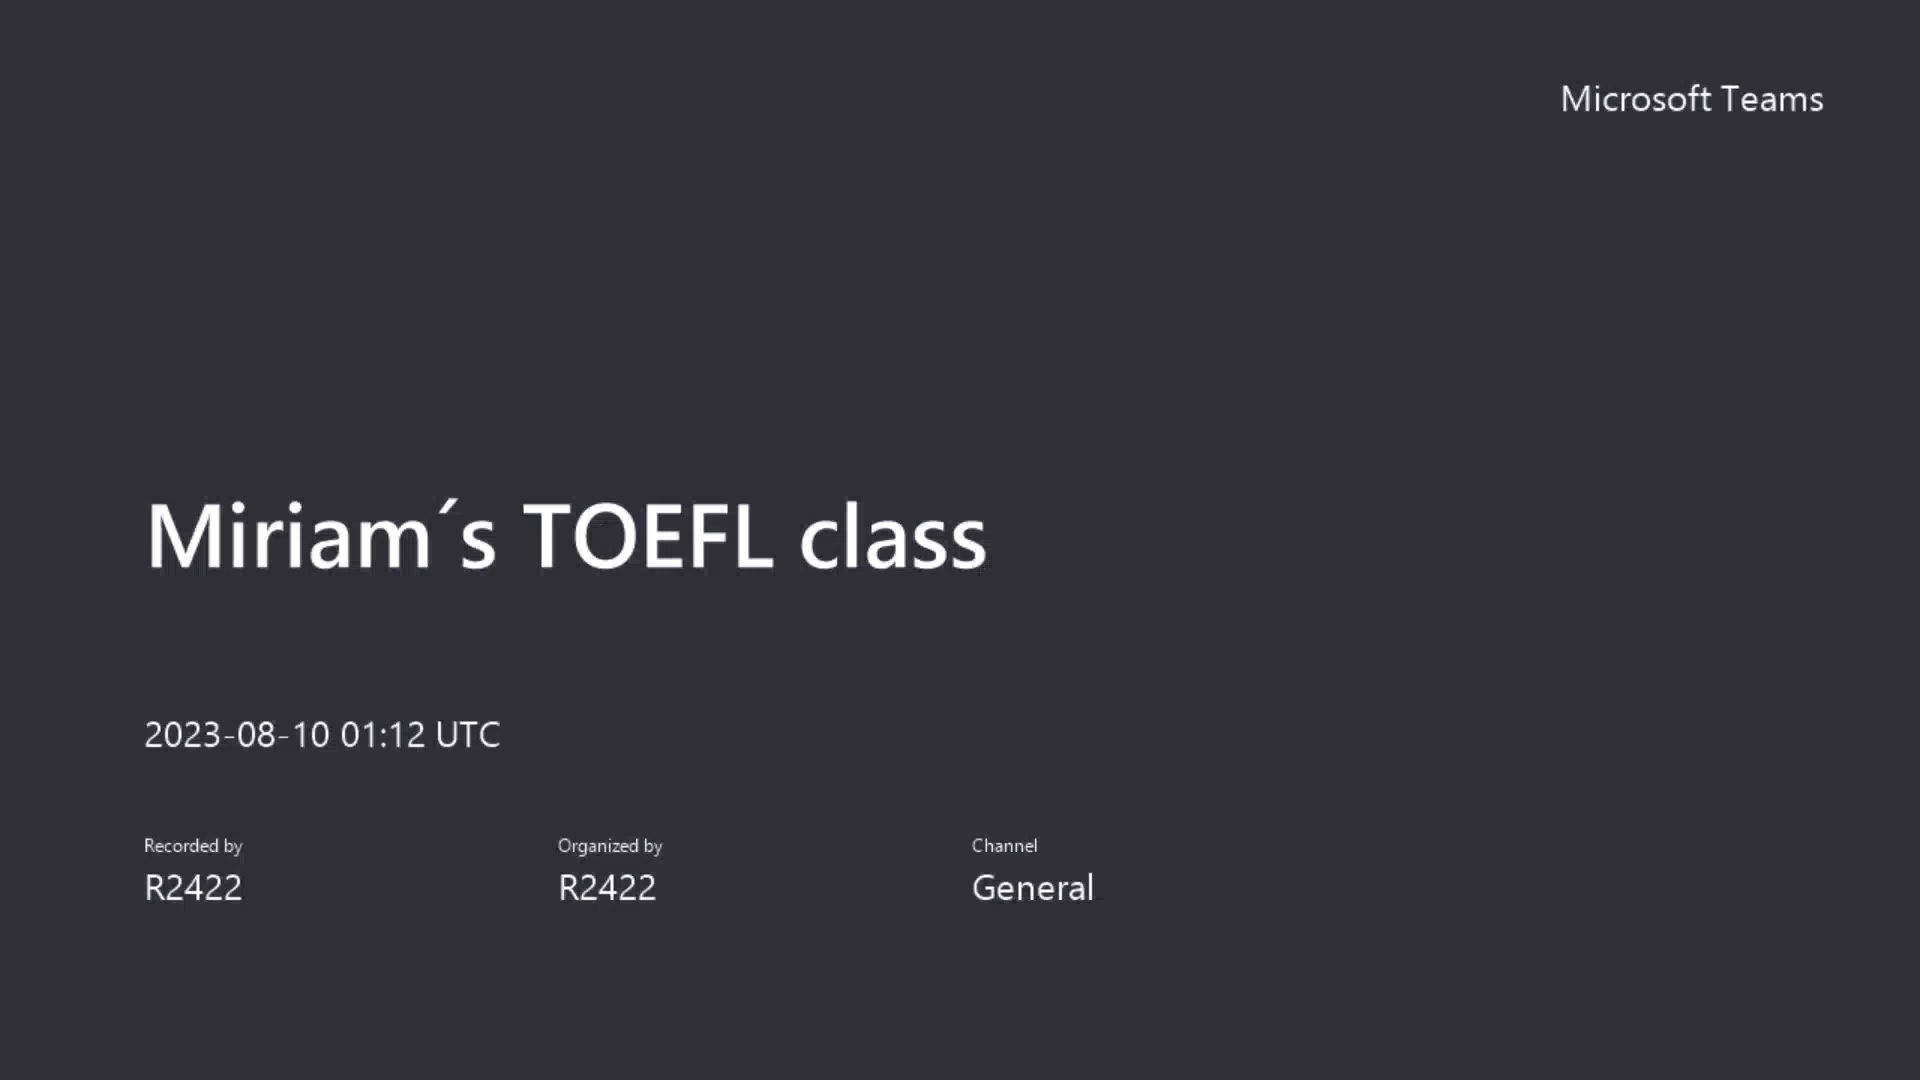 Microsoft Teams
Miriam´s TOEFL class
2023-08-10 01:12 UTC
Recorded by
R2422
Organized by
R2422
Channel
General